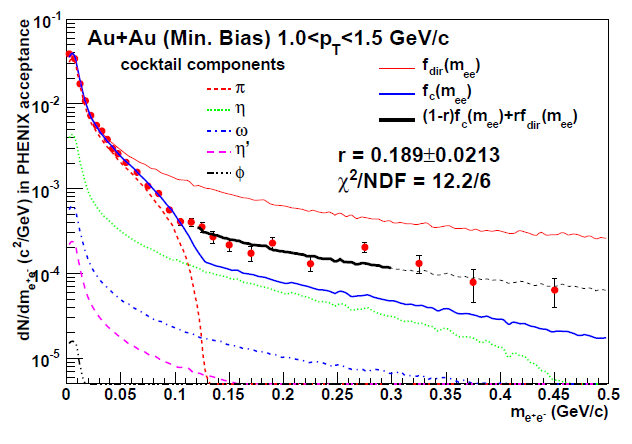 Au+Au (Min. Bias) 1.0<p_T<1.5 GeV/c
cocktail components
π
η
ω
η'
ϕ
f_dir(m_ee)
f_c(m_ee)
(1-r)f_c(m_ee)+rf_dir(m_ee)
r = 0.189±0.0213
χ²/NDF = 12.2/6
dN/dm_e⁺e⁻ (c²/GeV) in PHENIX acceptance
10⁻¹
10⁻²
10⁻³
10⁻⁴
10⁻⁵
0 0.05 0.1 0.15 0.2 0.25 0.3 0.35 0.4 0.45 0.5
m_e⁺e⁻ (GeV/c)